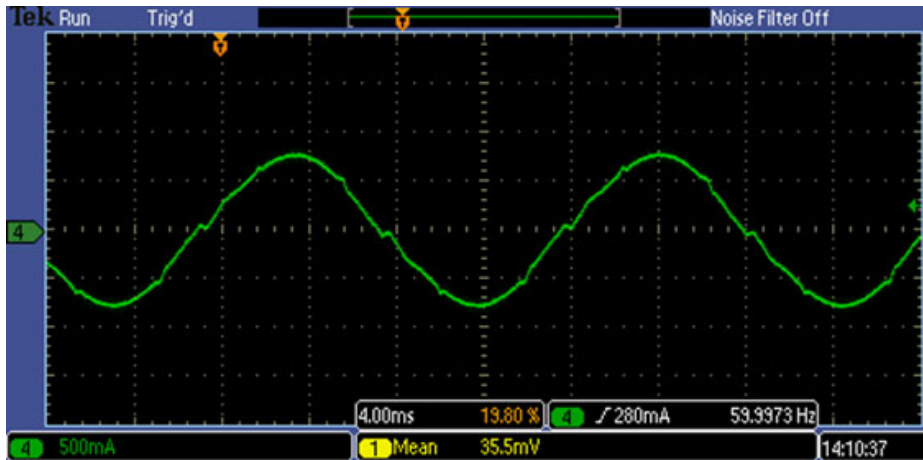 Tek Run Trig'd Noise Filter Off
4
4.00ms 19.80 % 4 ∫ 280mA 59.9973 Hz
4 500mA 1 Mean 35.5mV 14:10:37